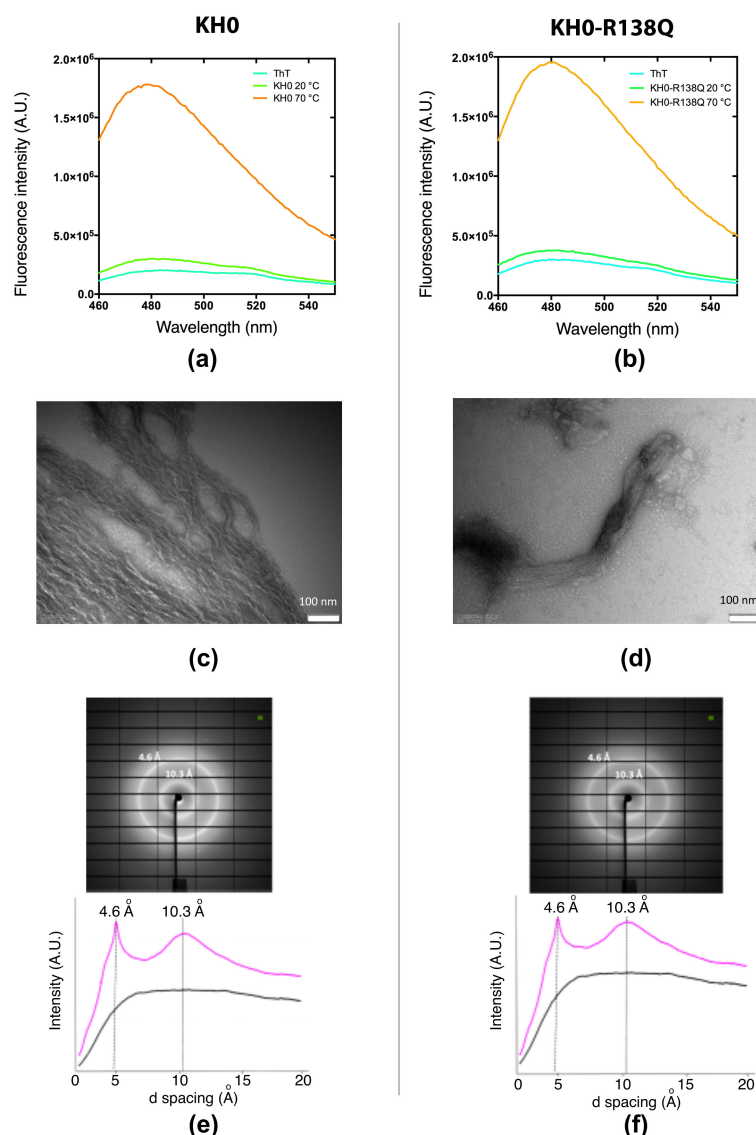 KH0
KH0-R138Q
2.0×10⁶
1.5×10⁶
1.0×10⁶
5.0×10⁵
0.0
460
480
500
520
540
Fluorescence intensity (A.U.)
Wavelength (nm)
ThT
KH0 20 °C
KH0 70 °C
(a)
2.0×10⁶
1.5×10⁶
1.0×10⁶
5.0×10⁵
0.0
460
480
500
520
540
Fluorescence intensity (A.U.)
Wavelength (nm)
ThT
KH0-R138Q 20 °C
KH0-R138Q 70 °C
(b)
100 nm
(c)
100 nm
(d)
4.6 Å
10.3 Å
4.6 Å
10.3 Å
Intensity (A.U.)
0
5
10
15
20
d spacing (Å)
(e)
4.6 Å
10.3 Å
4.6 Å
10.3 Å
Intensity (A.U.)
0
5
10
15
20
d spacing (Å)
(f)